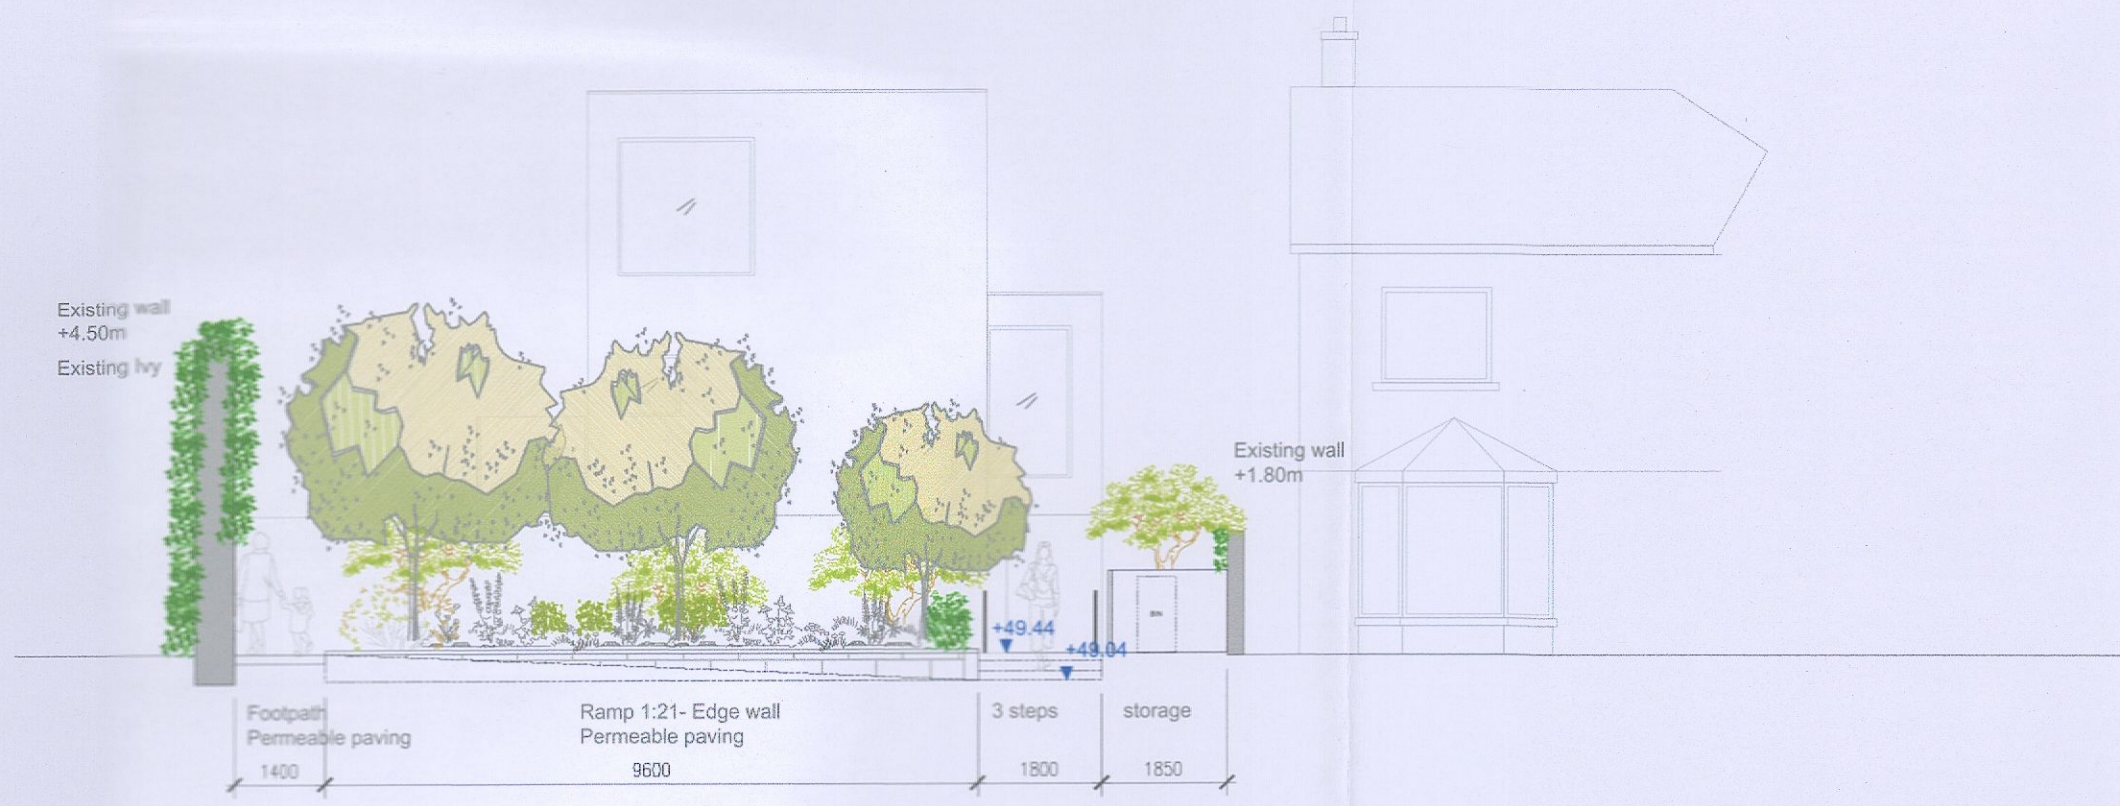 Existing wall
+4.50m
Existing Ivy
Existing wall
+1.80m
BIN
+49.44
+49.04
Footpath
Permeable paving
Ramp 1:21- Edge wall
Permeable paving
3 steps
storage
1400
9600
1800
1850